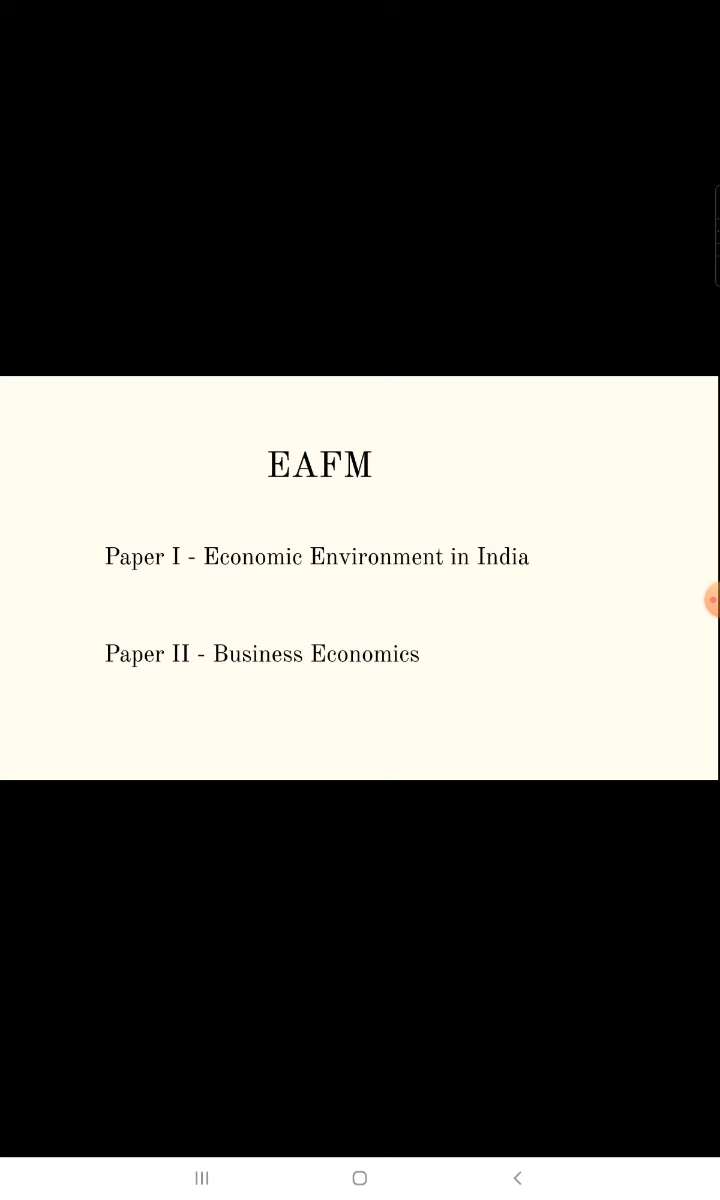 EAFM
Paper I - Economic Environment in India
Paper II - Business Economics